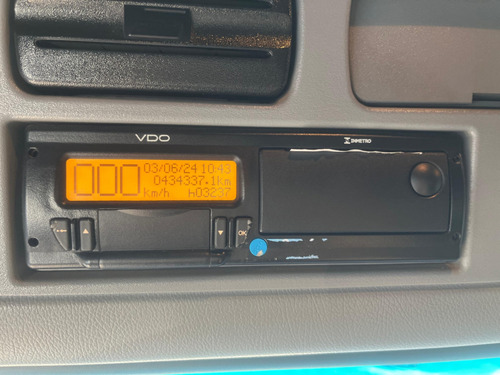 VDO
INMETRO
03/06/24 10:43
000
0434337.1km
km/h
h03237
OK